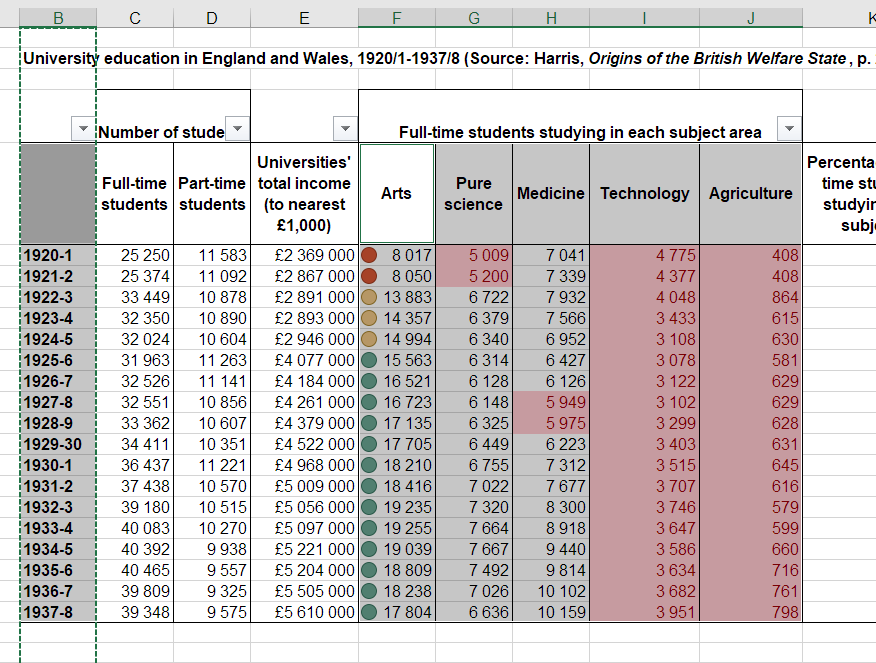 B C D E F G H I J K
University education in England and Wales, 1920/1-1937/8 (Source: Harris, Origins of the British Welfare State, p.
Number of stude Full-time students studying in each subject area
Full-time students Part-time students Universities' total income (to nearest £1,000) Arts Pure science Medicine Technology Agriculture Percenta time stu studyin subje
1920-1 25 250 11 583 £2 369 000 8 017 5 009 7 041 4 775 408
1921-2 25 374 11 092 £2 867 000 8 050 5 200 7 339 4 377 408
1922-3 33 449 10 878 £2 891 000 13 883 6 722 7 932 4 048 864
1923-4 32 350 10 890 £2 893 000 14 357 6 379 7 566 3 433 615
1924-5 32 024 10 604 £2 946 000 14 994 6 340 6 952 3 108 630
1925-6 31 963 11 263 £4 077 000 15 563 6 314 6 427 3 078 581
1926-7 32 526 11 141 £4 184 000 16 521 6 128 6 126 3 122 629
1927-8 32 551 10 856 £4 261 000 16 723 6 148 5 949 3 102 629
1928-9 33 362 10 607 £4 379 000 17 135 6 325 5 975 3 299 628
1929-30 34 411 10 351 £4 522 000 17 705 6 449 6 223 3 403 631
1930-1 36 437 11 221 £4 968 000 18 210 6 755 7 312 3 515 645
1931-2 37 438 10 570 £5 009 000 18 416 7 022 7 677 3 707 616
1932-3 39 180 10 515 £5 056 000 19 235 7 320 8 300 3 746 579
1933-4 40 083 10 270 £5 097 000 19 255 7 664 8 918 3 647 599
1934-5 40 392 9 938 £5 221 000 19 039 7 667 9 440 3 586 660
1935-6 40 465 9 557 £5 204 000 18 809 7 492 9 814 3 634 716
1936-7 39 809 9 325 £5 505 000 18 238 7 026 10 102 3 682 761
1937-8 39 348 9 575 £5 610 000 17 804 6 636 10 159 3 951 798